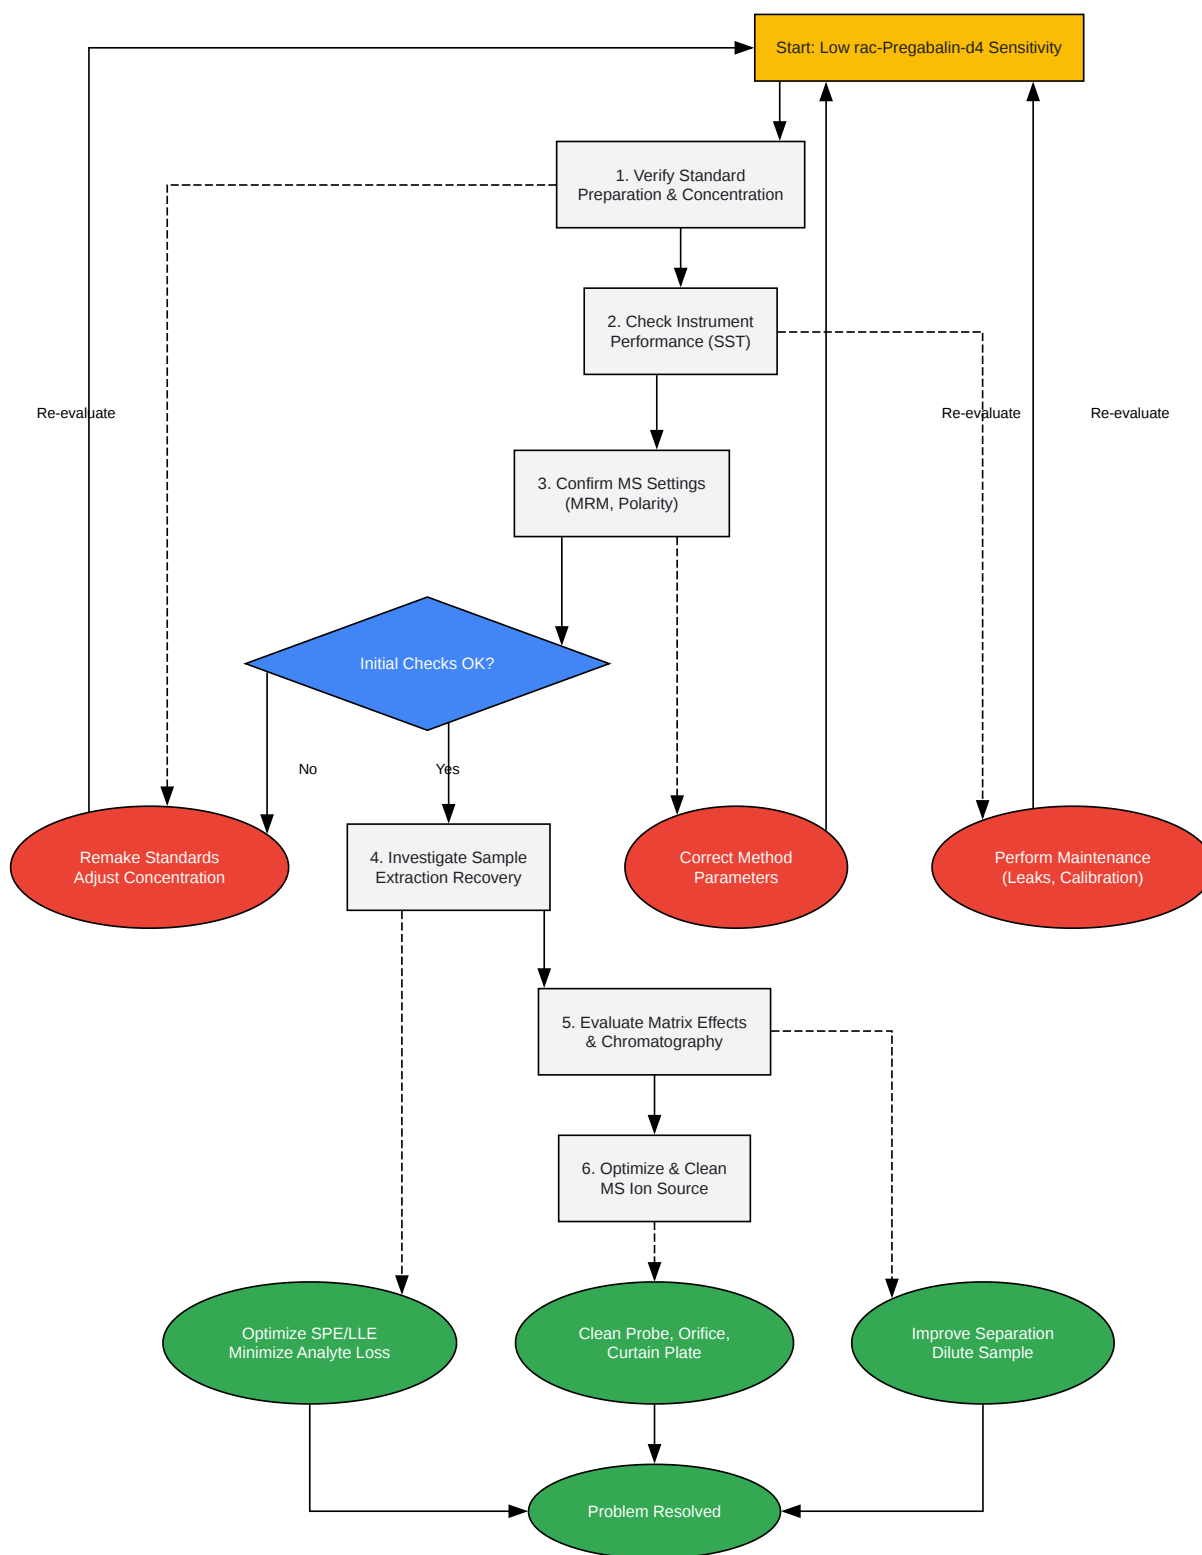 Start: Low rac-Pregabalin-d4 Sensitivity
1. Verify Standard
Preparation & Concentration
2. Check Instrument
Performance (SST)
Re-evaluate
Re-evaluate
Re-evaluate
3. Confirm MS Settings
(MRM, Polarity)
Initial Checks OK?
No
Yes
Remake Standards
Adjust Concentration
4. Investigate Sample
Extraction Recovery
Correct Method
Parameters
Perform Maintenance
(Leaks, Calibration)
5. Evaluate Matrix Effects
& Chromatography
6. Optimize & Clean
MS Ion Source
Optimize SPE/LLE
Minimize Analyte Loss
Clean Probe, Orifice,
Curtain Plate
Improve Separation
Dilute Sample
Problem Resolved